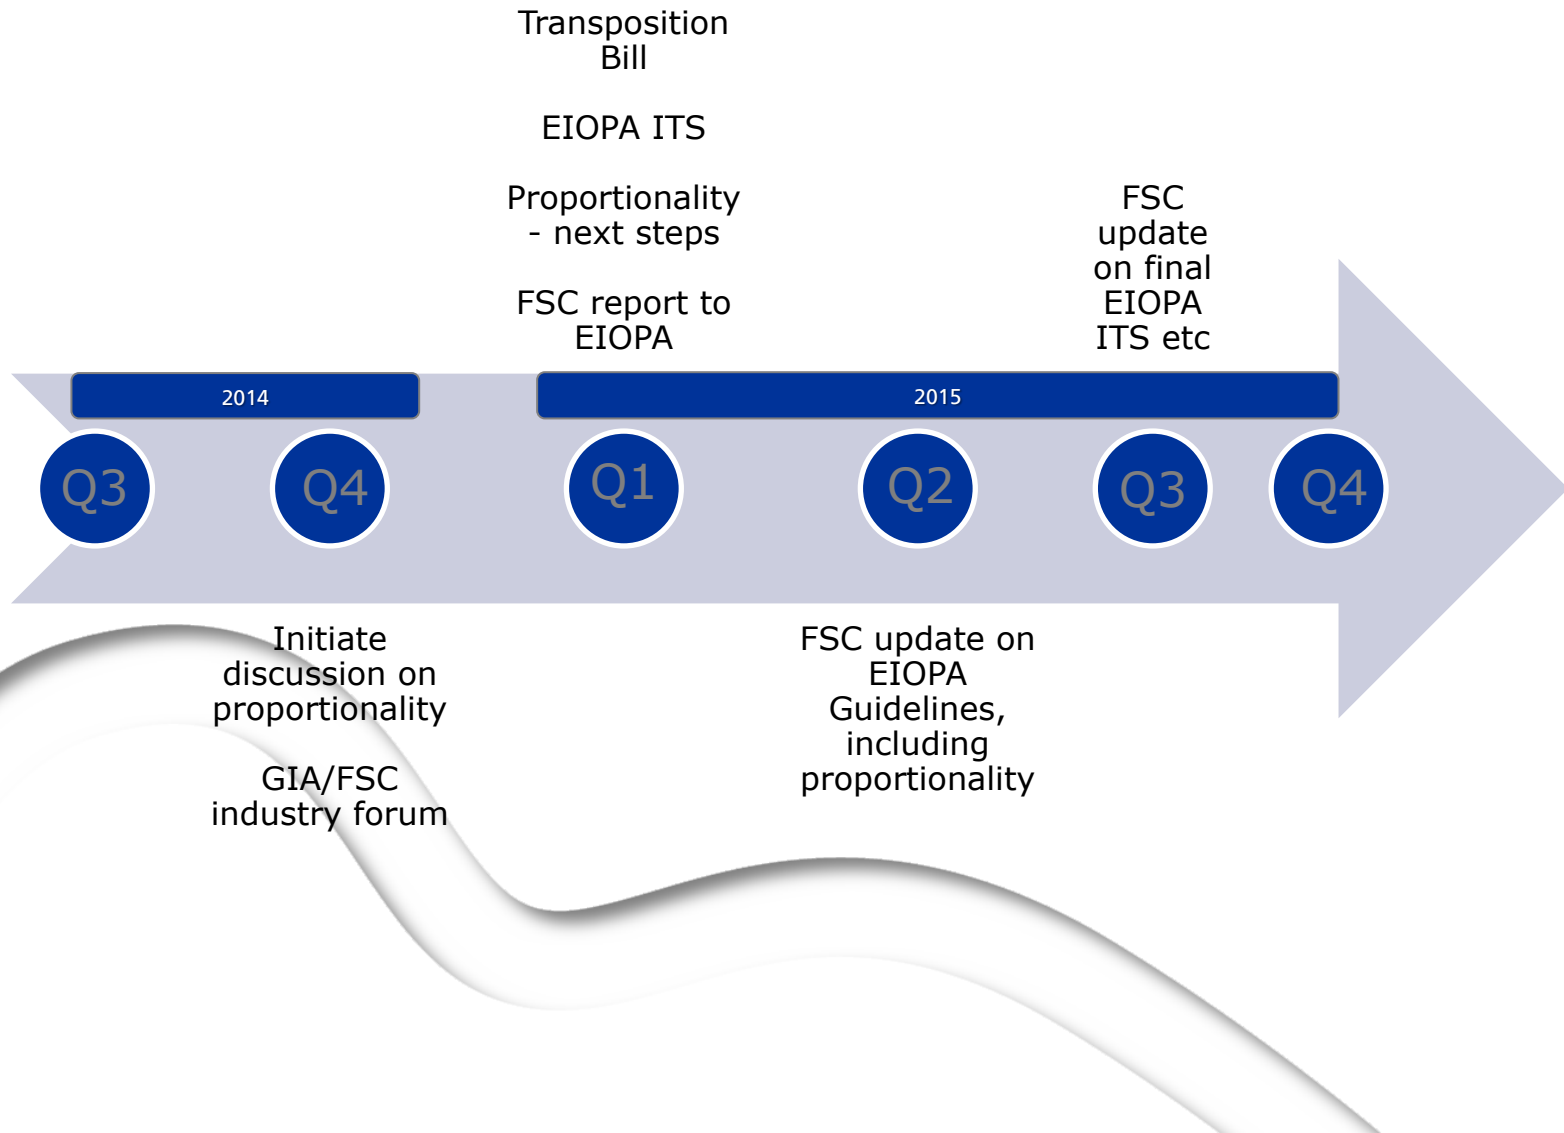 Transposition
Bill
EIOPA ITS
Proportionality
- next steps
FSC report to
EIOPA
FSC
update
on final
EIOPA
ITS etc
2014
2015
Q3
Q4
Q1
Q2
Q3
Q4
Initiate
discussion on
proportionality
GIA/FSC
industry forum
FSC update on
EIOPA
Guidelines,
including
proportionality